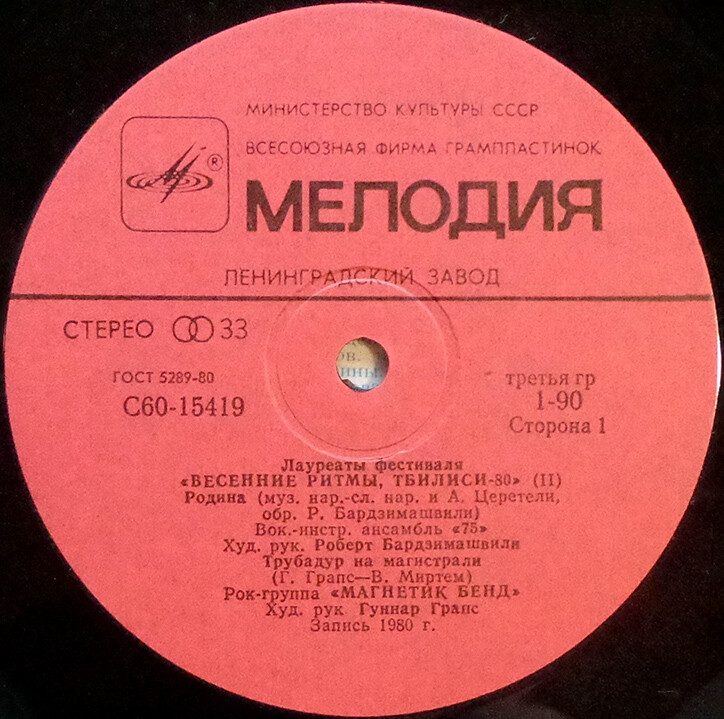 МИНИСТЕРСТВО КУЛЬТУРЫ СССР
ВСЕСОЮЗНАЯ ФИРМА ГРАМПЛАСТИНОК
®
МЕЛОДИЯ
ЛЕНИНГРАДСКИЙ ЗАВОД
СТЕРЕО 33
ГОСТ 5289-80
С60-15419
третья гр
1-90
Сторона 1
Лауреаты фестиваля
«ВЕСЕННИЕ РИТМЫ, ТБИЛИСИ-80» (II)
Родина (муз. нар.-сл. нар. и А. Церетели,
обр. Р. Бардзимашвили)
Вок.-инстр. ансамбль «75»
Худ. рук. Роберт Бардзимашвили
Трубадур на магистрали
(Г. Грапс—В. Миртем)
Рок-группа «МАГНЕТИК БЕНД»
Худ. рук Гуннар Грапс
Запись 1980 г.